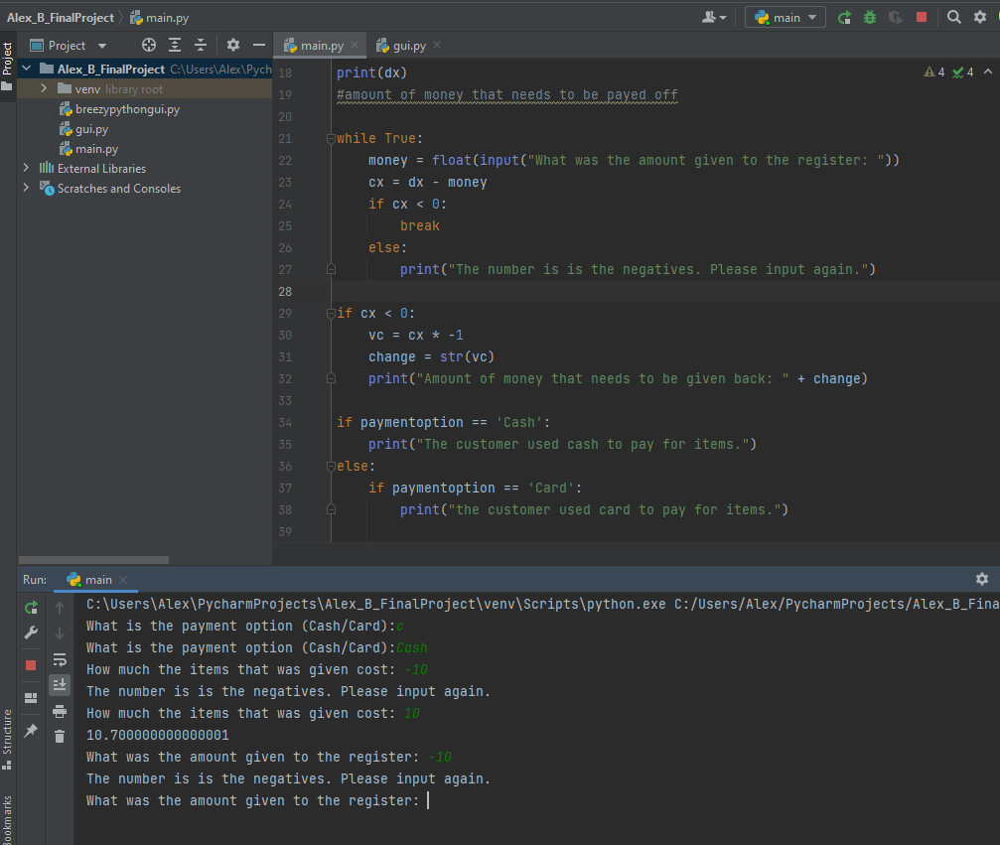 Alex_B_FinalProject main.py
main
Project
main.py
gui.py
Project
Alex_B_FinalProject C:\Users\Alex\Pych
venv library root
breezypythongui.py
gui.py
main.py
External Libraries
Scratches and Consoles
4 4
18 print(dx)
19 #amount of money that needs to be payed off
20
21 while True:
22 money = float(input("What was the amount given to the register: "))
23 cx = dx - money
24 if cx < 0:
25 break
26 else:
27 print("The number is is the negatives. Please input again.")
28
29 if cx < 0:
30 vc = cx * -1
31 change = str(vc)
32 print("Amount of money that needs to be given back: " + change)
33
34 if paymentoption == 'Cash':
35 print("The customer used cash to pay for items.")
36 else:
37 if paymentoption == 'Card':
38 print("the customer used card to pay for items.")
39
Run: main
C:\Users\Alex\PycharmProjects\Alex_B_FinalProject\venv\Scripts\python.exe C:/Users/Alex/PycharmProjects/Alex_B_Fina
What is the payment option (Cash/Card):c
What is the payment option (Cash/Card):Cash
How much the items that was given cost: -10
The number is is the negatives. Please input again.
How much the items that was given cost: 10
10.700000000000001
What was the amount given to the register: -10
The number is is the negatives. Please input again.
What was the amount given to the register:
Structure
Bookmarks